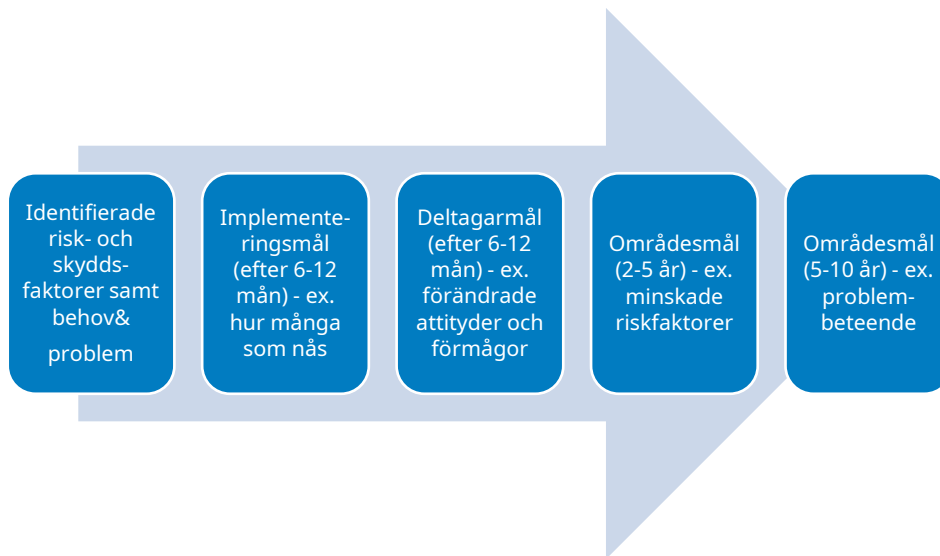 Identifierade
risk- och
skydds-
faktorer samt
behov&
problem
Implemente-
ringsmål
(efter 6-12
mån) - ex.
hur många
som nås
Deltagarmål
(efter 6-12
mån) - ex.
förändrade
attityder och
förmågor
Områdesmål
(2-5 år) - ex.
minskade
riskfaktorer
Områdesmål
(5-10 år) - ex.
problem-
beteende